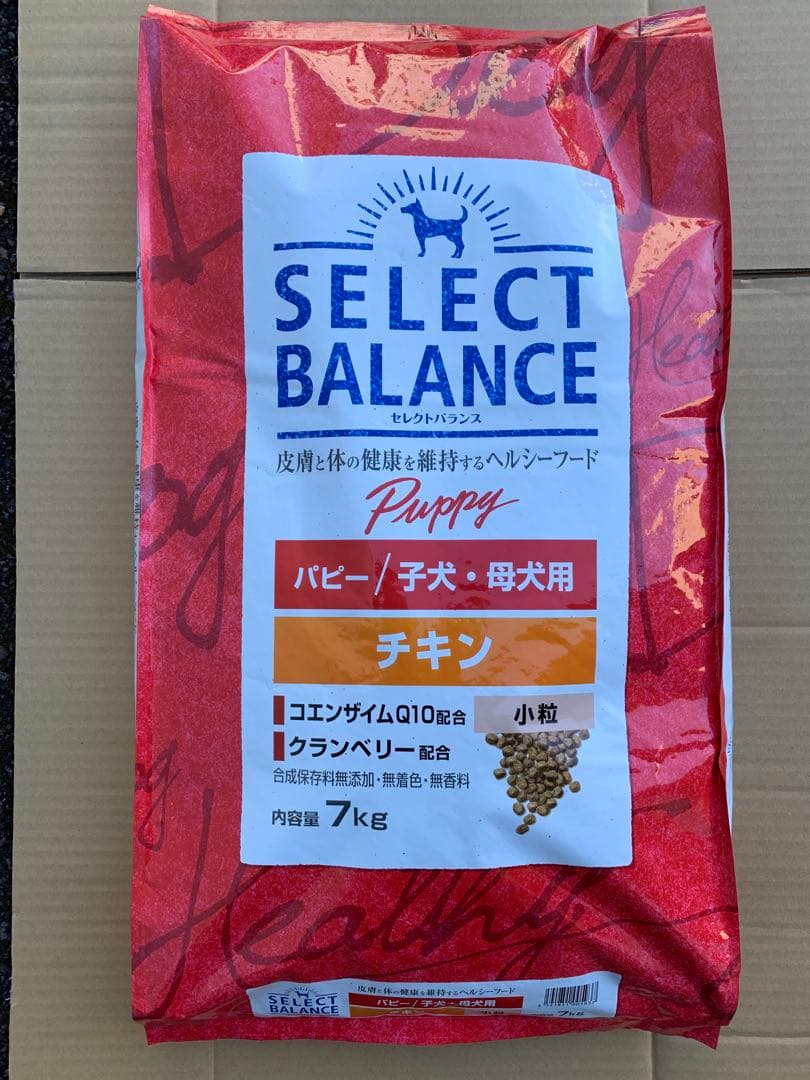 SELECT
BALANCE
セレクトバランス
皮膚と体の健康を維持するヘルシーフード
Puppy
パピー/子犬・母犬用
チキン
コエンザイムQ10配合
小粒
クランベリー配合
合成保存料無添加・無着色・無香料
内容量 7kg
Healthy
皮膚と体の健康を維持するヘルシーフード
SELECT
BALANCE
パピー/子犬・母犬用
7kg